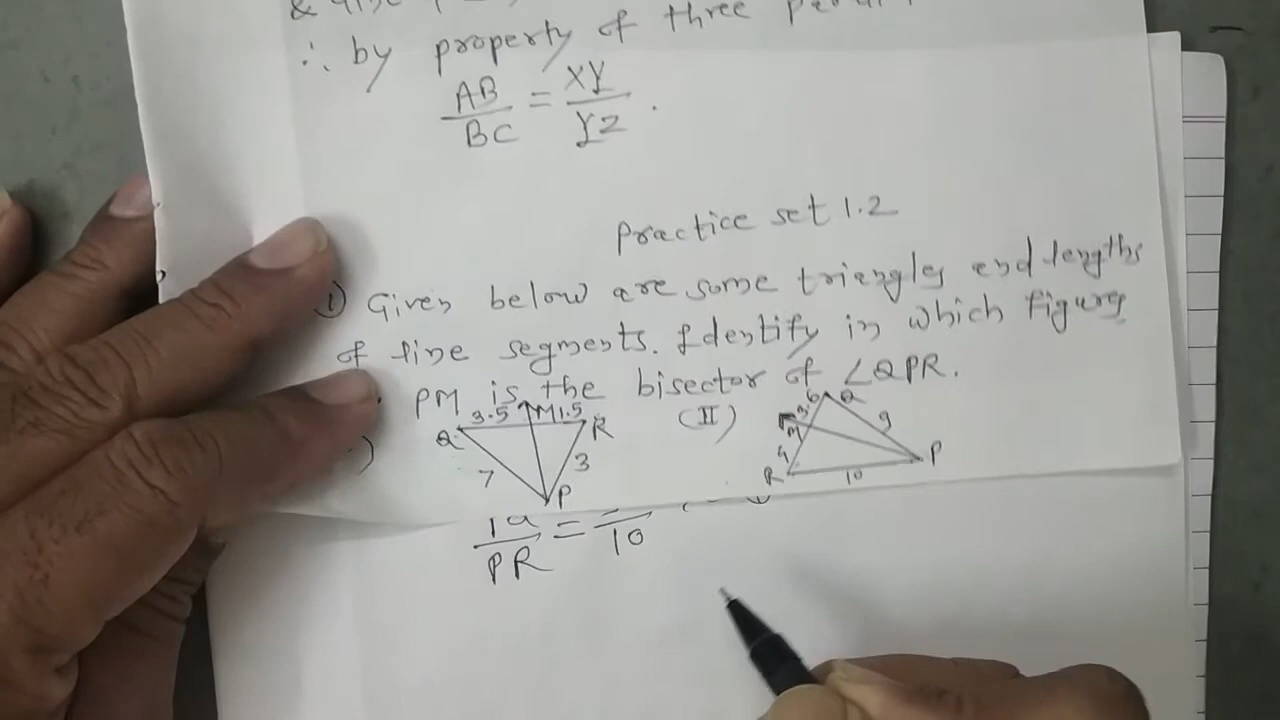 ∴ by property of three
AB/BC = XY/YZ .
Practice set 1.2
① Given below are some triangles and lengths
of line segments. Identify in which figures
PM is the bisector of ∠QPR.
3.5 M 1.5
Q R
7 3
P
(II)
Q
3.6
M 9
4
R 10 P
PR = 10